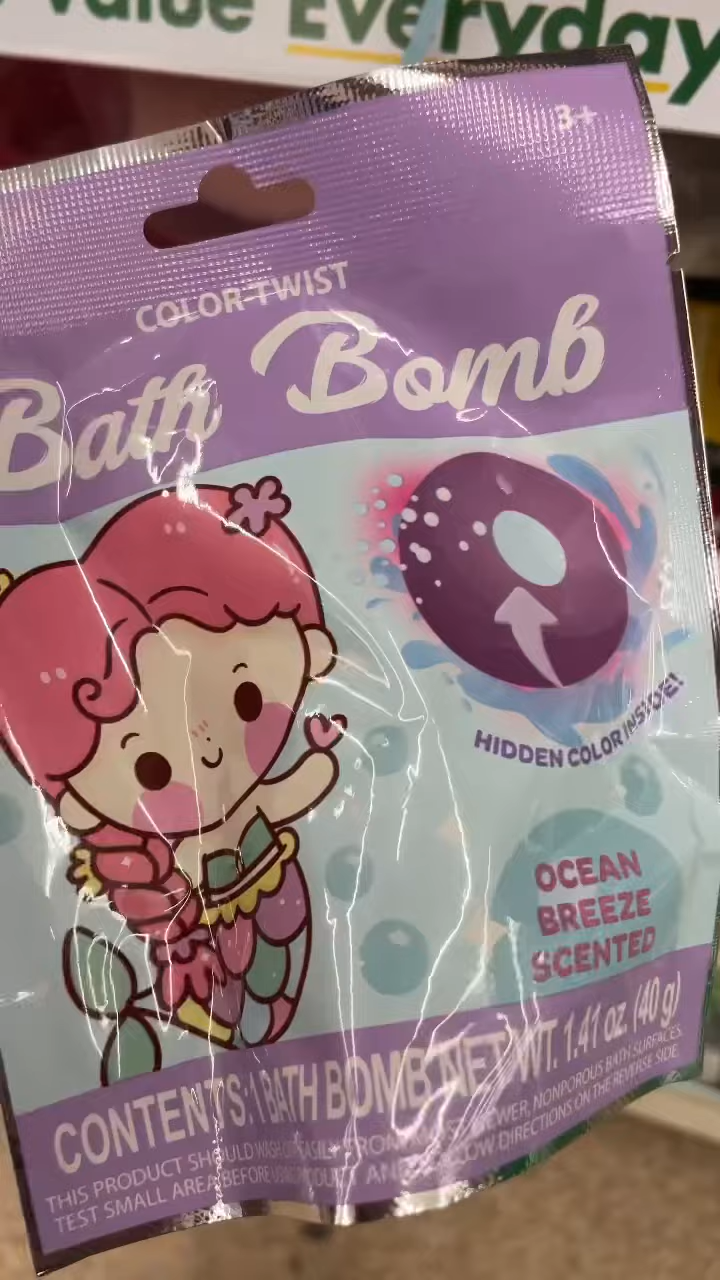 Value Everyday
3+
COLOR-TWIST
Bath Bomb
HIDDEN COLOR INSIDE!
OCEAN
BREEZE
SCENTED
CONTENTS: 1 BATH BOMB NET WT. 1.41 oz. (40 g)
THIS PRODUCT SHOULD WASH OFF EASILY FROM MOST NEWER, NONPOROUS BATH SURFACES.
TEST SMALL AREA BEFORE USING PRODUCT AND FOLLOW DIRECTIONS ON THE REVERSE SIDE.